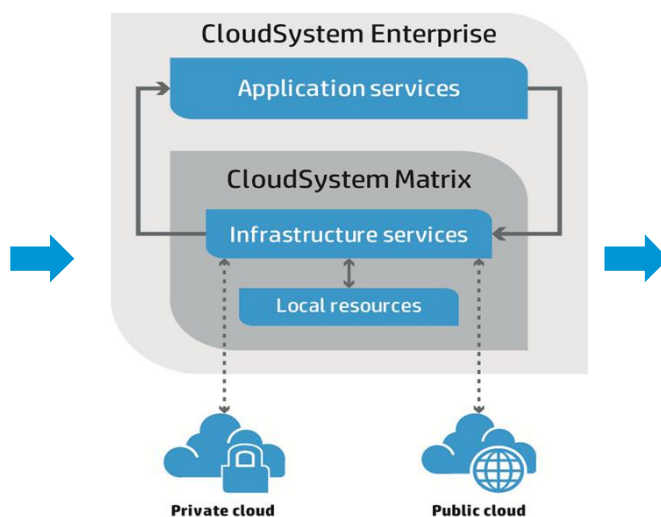 CloudSystem Enterprise
Application services
CloudSystem Matrix
Infrastructure services
Local resources
Private cloud
Public cloud